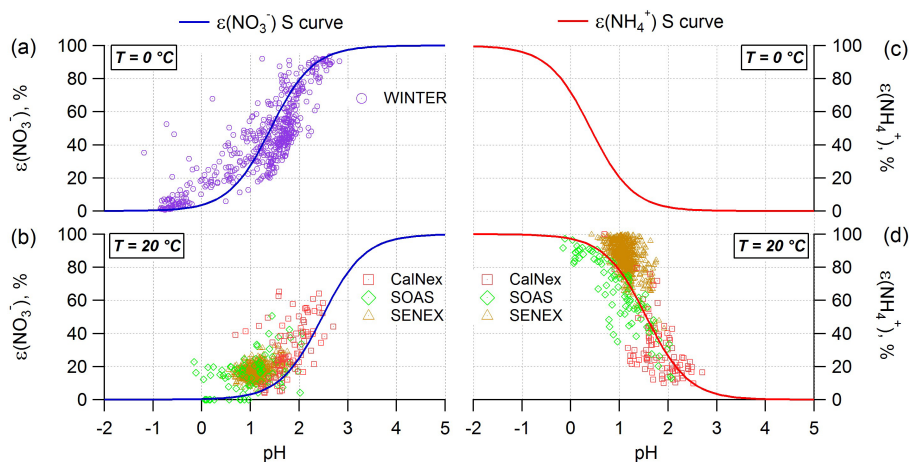 ε(NO₃⁻) S curve
ε(NH₄⁺) S curve
(a)
T = 0 °C
100
80
60
40
20
0
ε(NO₃⁻), %
WINTER
T = 0 °C
(c)
100
80
60
40
20
0
ε(NH₄⁺), %
(b)
T = 20 °C
100
80
60
40
20
0
ε(NO₃⁻), %
CalNex
SOAS
SENEX
-2 -1 0 1 2 3 4 5
pH
T = 20 °C
(d)
CalNex
SOAS
SENEX
100
80
60
40
20
0
ε(NH₄⁺), %
-2 -1 0 1 2 3 4 5
pH